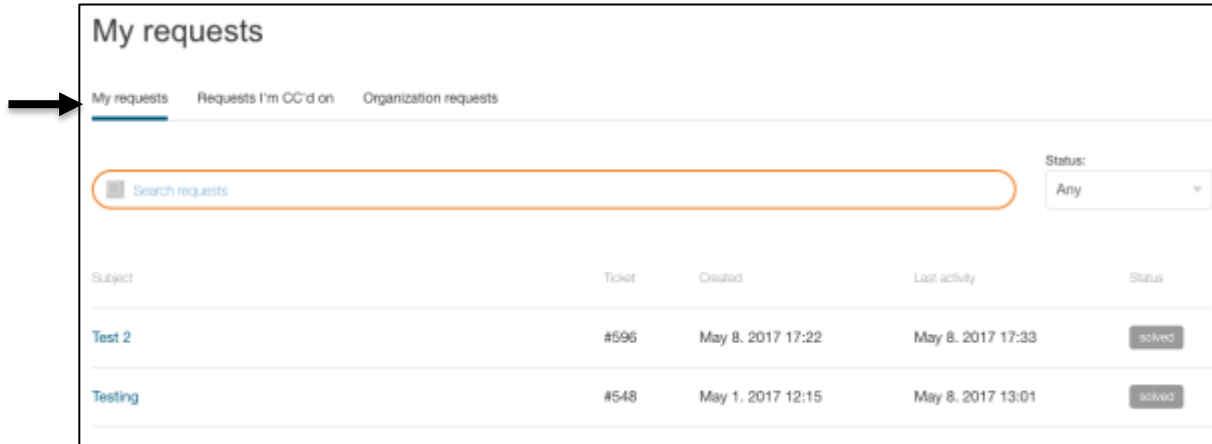 My requests
My requests Requests I'm CC'd on Organization requests
Status:
Search requests Any
Subject Ticket Created Last activity Status
Test 2 #596 May 8. 2017 17:22 May 8. 2017 17:33 solved
Testing #548 May 1. 2017 12:15 May 8. 2017 13:01 solved